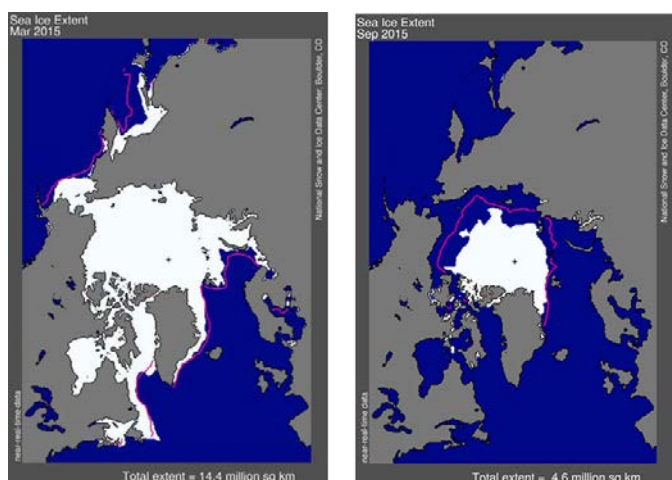 Sea Ice Extent
Mar 2015
National Snow and Ice Data Center, Boulder, CO
near-real-time data
Total extent = 14.4 million sq km
Sea Ice Extent
Sep 2015
National Snow and Ice Data Center, Boulder, CO
near-real-time data
Total extent = 4.6 million sq km